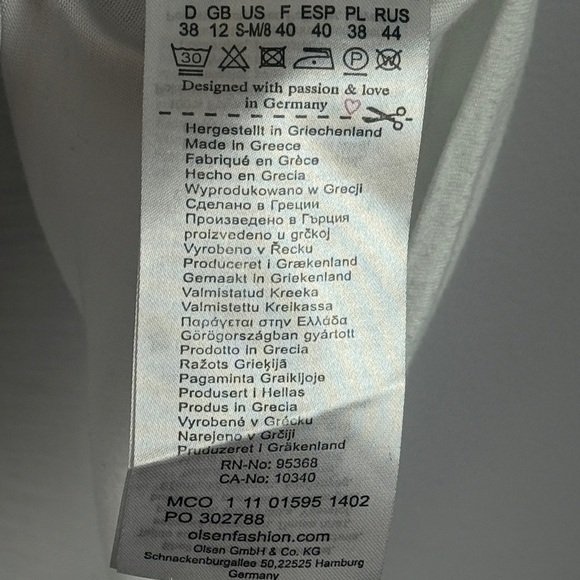 D GB US F ESP PL RUS
38 12 S-M/8 40 40 38 44
30 P W
Designed with passion & love
in Germany
Hergestellt in Griechenland
Made in Greece
Fabriqué en Grèce
Hecho en Grecia
Wyprodukowano w Grecji
Сделано в Греции
Произведено в Гърция
proizvedeno u grčkoj
Vyrobeno v Řecku
Produceret i Grækenland
Gemaakt in Griekenland
Valmistatud Kreeka
Valmistettu Kreikassa
Παράγεται στην Ελλάδα
Görögországban gyártott
Prodotto in Grecia
Ražots Grieķijā
Pagaminta Graikijoje
Produsert i Hellas
Produs in Grecia
Vyrobené v Grécku
Narejeno v Grčiji
Pruduzeret i Gräkenland
RN-No: 95368
CA-No: 10340
MCO 1 11 01595 1402
PO 302788
olsenfashion.com
Olsen GmbH & Co. KG
Schnackenburgallee 50,22525 Hamburg
Germany